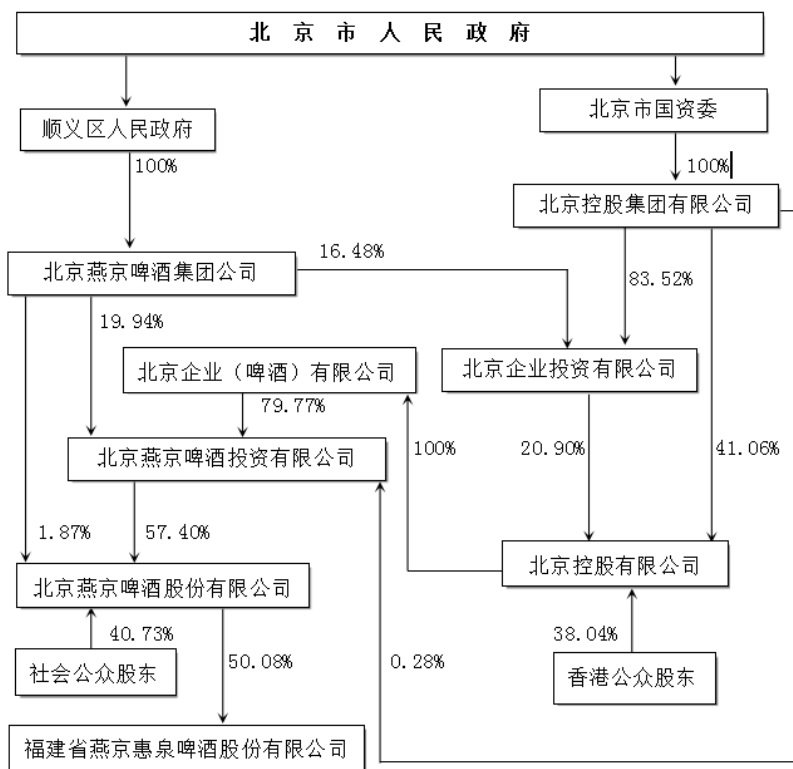 北京市人民政府
顺义区人民政府
北京市国资委
100%
100%
北京控股集团有限公司
16.48%
北京燕京啤酒集团公司
83.52%
19.94%
北京企业（啤酒）有限公司
北京企业投资有限公司
79.77%
北京燕京啤酒投资有限公司
100%
20.90%
41.06%
1.87%
57.40%
北京燕京啤酒股份有限公司
北京控股有限公司
40.73%
38.04%
社会公众股东
50.08%
0.28%
香港公众股东
福建省燕京惠泉啤酒股份有限公司